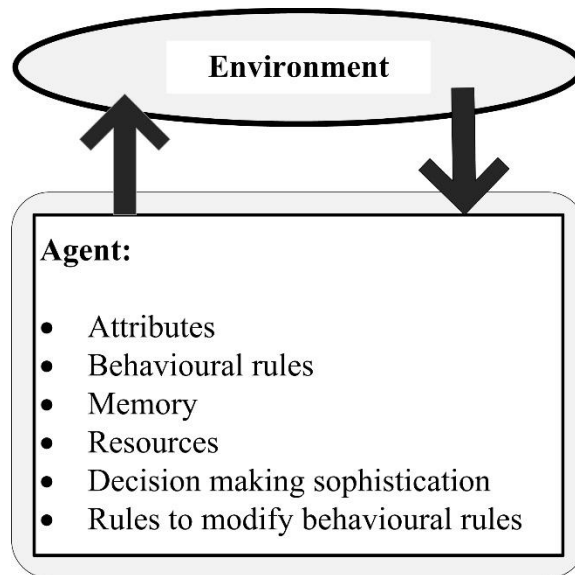 Environment
Agent:
• Attributes
• Behavioural rules
• Memory
• Resources
• Decision making sophistication
• Rules to modify behavioural rules